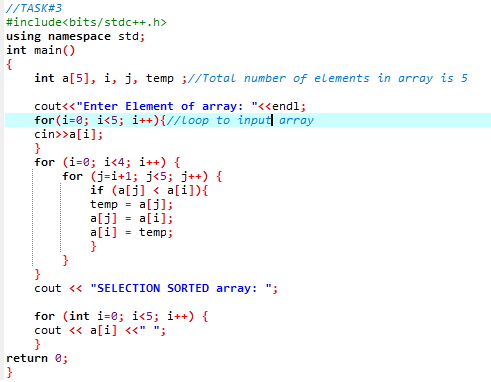 //TASK#3
#include<bits/stdc++.h>
using namespace std;
int main()
{
    int a[5], i, j, temp ;//Total number of elements in array is 5

    cout<<"Enter Element of array: "<<endl;
    for(i=0; i<5; i++){//loop to input array
    cin>>a[i];
    }
    for (i=0; i<4; i++) {
        for (j=i+1; j<5; j++) {
            if (a[j] < a[i]){
            temp = a[j];
            a[j] = a[i];
            a[i] = temp;
            }
        }
    }
    cout << "SELECTION SORTED array: ";

    for (int i=0; i<5; i++) {
    cout << a[i] <<" ";
    }
return 0;
}